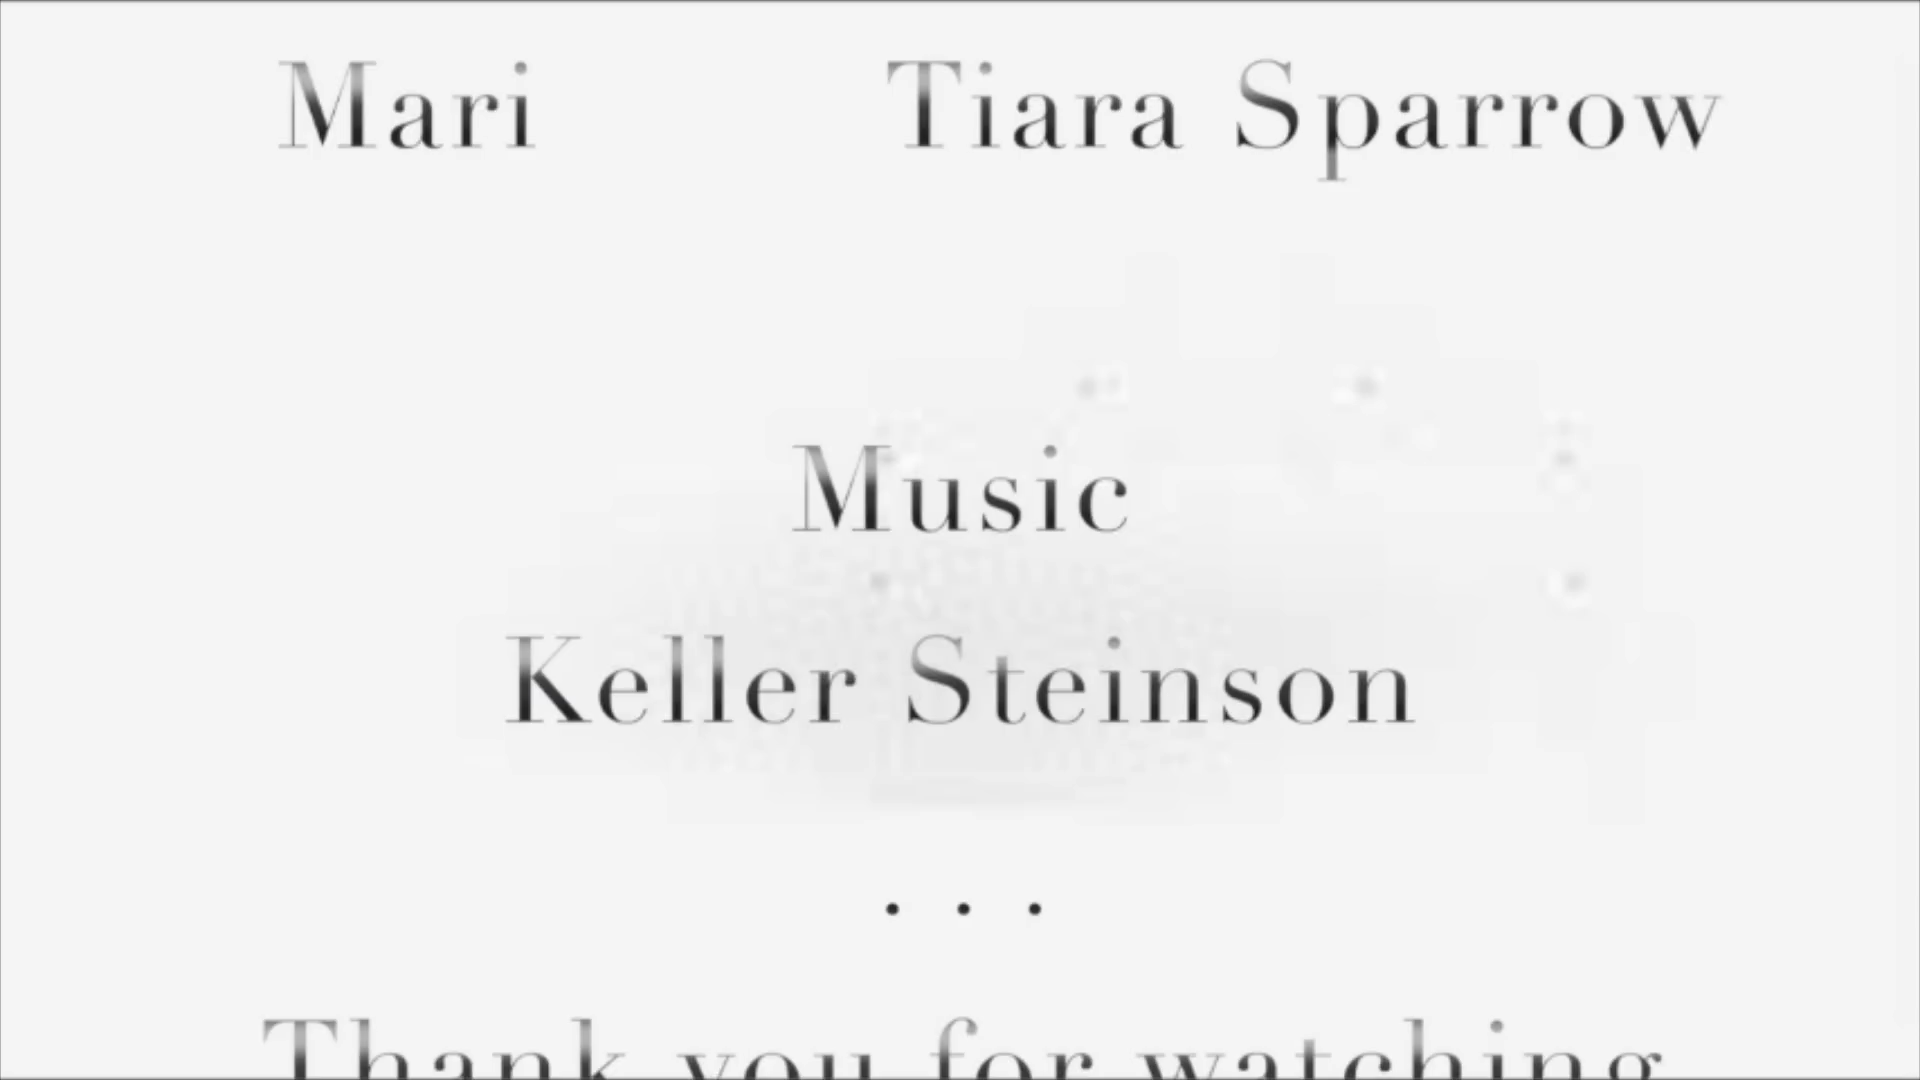 Mari Tiara Sparrow
Music
Keller Steinson
. . .
Thank you for watching